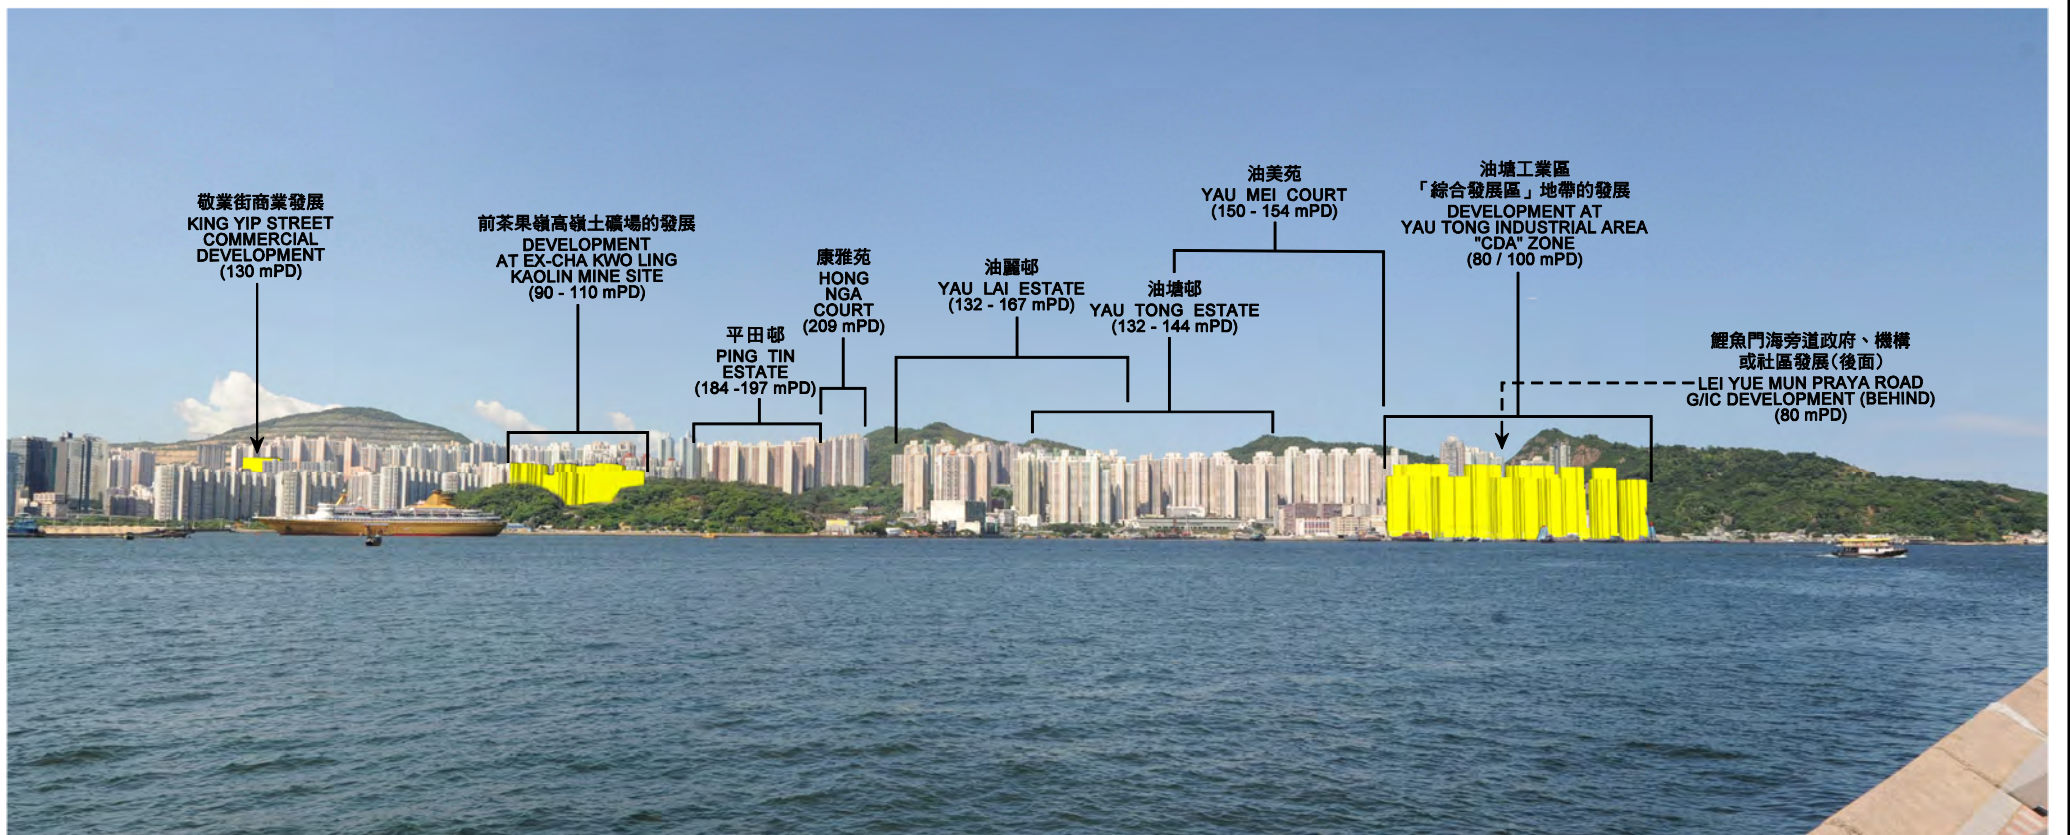 敬業街商業發展
KING YIP STREET
COMMERCIAL
DEVELOPMENT
(130 mPD)
前茶果嶺高嶺土礦場的發展
DEVELOPMENT
AT EX-CHA KWO LING
KAOLIN MINE SITE
(90 - 110 mPD)
平田邨
PING TIN
ESTATE
(184 -197 mPD)
康雅苑
HONG
NGA
COURT
(209 mPD)
油麗邨
YAU LAI ESTATE
(132 - 167 mPD)
油塘邨
YAU TONG ESTATE
(132 - 144 mPD)
油美苑
YAU MEI COURT
(150 - 154 mPD)
油塘工業區
「綜合發展區」地帶的發展
DEVELOPMENT AT
YAU TONG INDUSTRIAL AREA
"CDA" ZONE
(80 / 100 mPD)
鯉魚門海旁道政府、機構
或社區發展(後面)
LEI YUE MUN PRAYA ROAD
G/IC DEVELOPMENT (BEHIND)
(80 mPD)